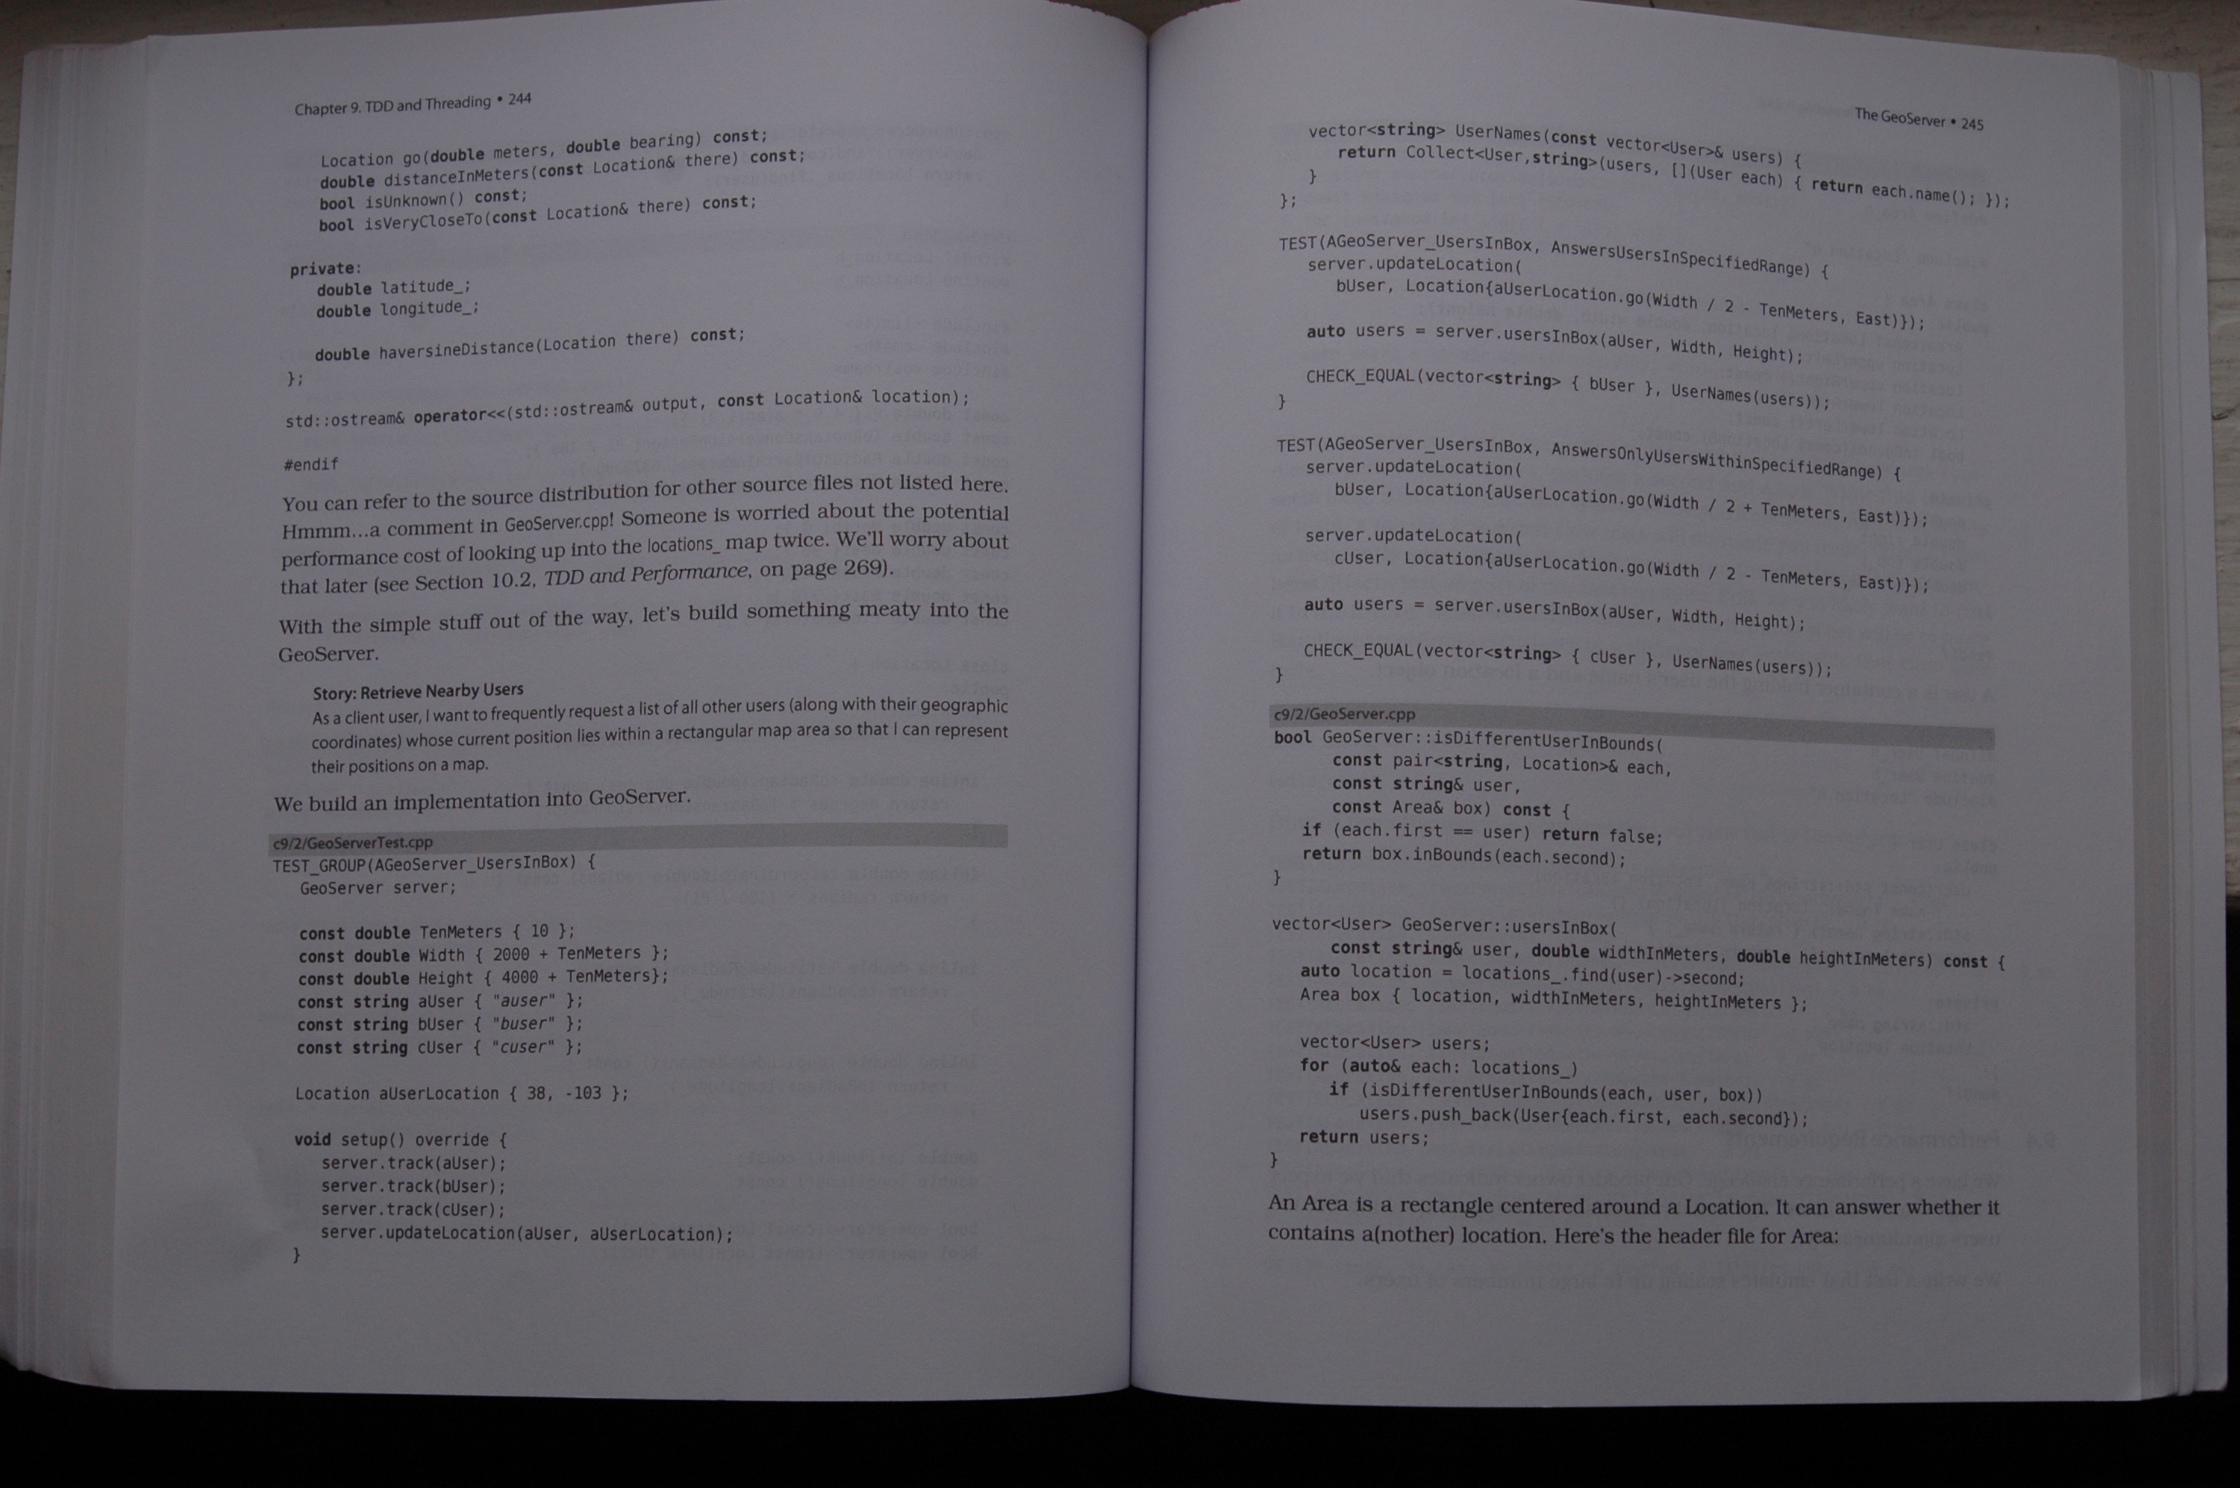 Chapter 9. TDD and Threading • 244
Location go(double meters, double bearing) const;
double distanceInMeters(const Location& there) const;
bool isUnknown() const;
bool isVeryCloseTo(const Location& there) const;
private:
double latitude_;
double longitude_;
double haversineDistance(Location there) const;
};
std::ostream& operator<<(std::ostream& output, const Location& location);
#endif
You can refer to the source distribution for other source files not listed here.
Hmmm...a comment in GeoServer.cpp! Someone is worried about the potential
performance cost of looking up into the locations_ map twice. We'll worry about
that later (see Section 10.2, TDD and Performance, on page 269).
With the simple stuff out of the way, let's build something meaty into the
GeoServer.
Story: Retrieve Nearby Users
As a client user, I want to frequently request a list of all other users (along with their geographic
coordinates) whose current position lies within a rectangular map area so that I can represent
their positions on a map.
We build an implementation into GeoServer.
c9/2/GeoServerTest.cpp
TEST_GROUP(AGeoServer_UsersInBox) {
GeoServer server;
const double TenMeters { 10 };
const double Width { 2000 + TenMeters };
const double Height { 4000 + TenMeters};
const string aUser { "auser" };
const string bUser { "buser" };
const string cUser { "cuser" };
Location aUserLocation { 38, -103 };
void setup() override {
server.track(aUser);
server.track(bUser);
server.track(cUser);
server.updateLocation(aUser, aUserLocation);
}
The GeoServer • 245
vector<string> UserNames(const vector<User>& users) {
return Collect<User,string>(users, [](User each) { return each.name(); });
}
};
TEST(AGeoServer_UsersInBox, AnswersUsersInSpecifiedRange) {
server.updateLocation(
bUser, Location{aUserLocation.go(Width / 2 - TenMeters, East)});
auto users = server.usersInBox(aUser, Width, Height);
CHECK_EQUAL(vector<string> { bUser }, UserNames(users));
}
TEST(AGeoServer_UsersInBox, AnswersOnlyUsersWithinSpecifiedRange) {
server.updateLocation(
bUser, Location{aUserLocation.go(Width / 2 + TenMeters, East)});
server.updateLocation(
cUser, Location{aUserLocation.go(Width / 2 - TenMeters, East)});
auto users = server.usersInBox(aUser, Width, Height);
CHECK_EQUAL(vector<string> { cUser }, UserNames(users));
}
c9/2/GeoServer.cpp
bool GeoServer::isDifferentUserInBounds(
const pair<string, Location>& each,
const string& user,
const Area& box) const {
if (each.first == user) return false;
return box.inBounds(each.second);
}
vector<User> GeoServer::usersInBox(
const string& user, double widthInMeters, double heightInMeters) const {
auto location = locations_.find(user)->second;
Area box { location, widthInMeters, heightInMeters };
vector<User> users;
for (auto& each: locations_)
if (isDifferentUserInBounds(each, user, box))
users.push_back(User{each.first, each.second});
return users;
}
An Area is a rectangle centered around a Location. It can answer whether it
contains a(nother) location. Here's the header file for Area: